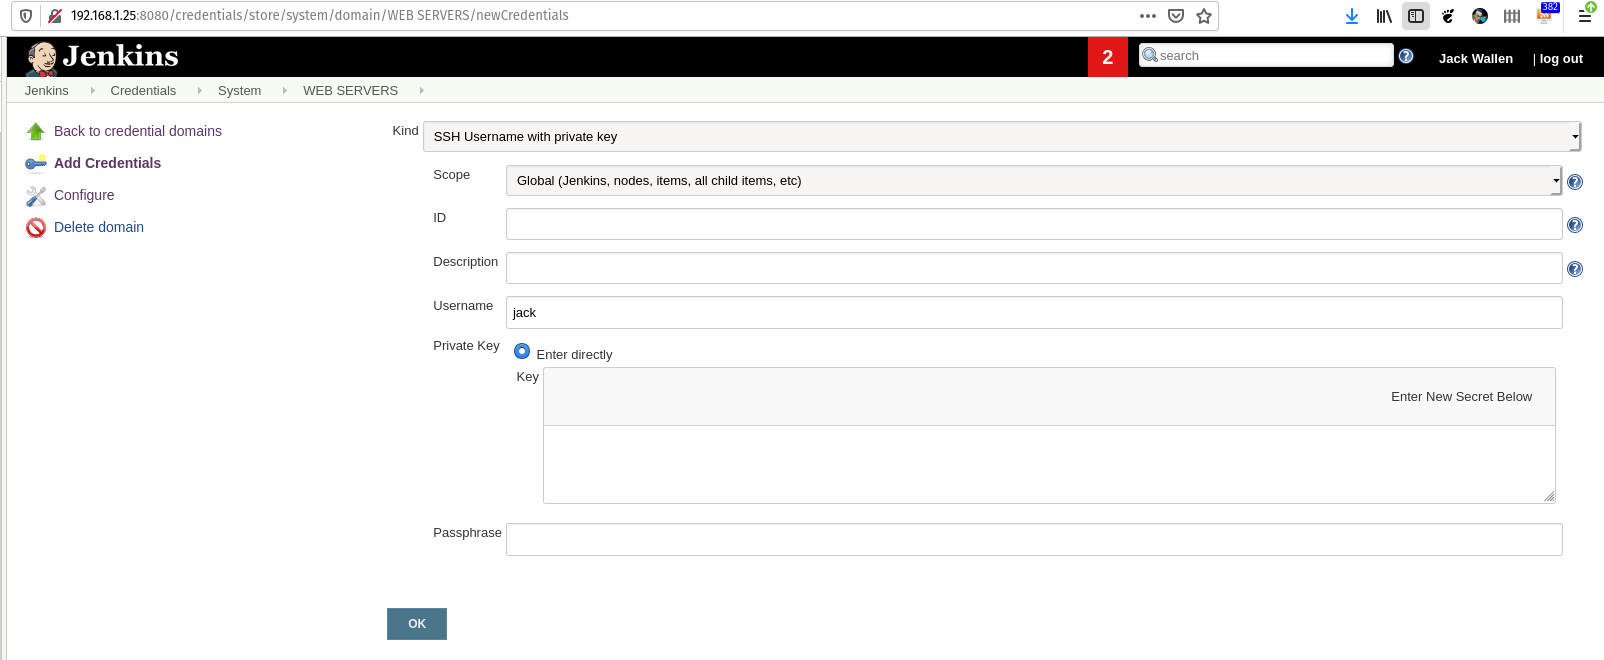 192.168.1.25:8080/credentials/store/system/domain/WEB SERVERS/newCredentials
382
Jenkins
2
search
Jack Wallen
| log out
Jenkins
Credentials
System
WEB SERVERS
Back to credential domains
Add Credentials
Configure
Delete domain
Kind
SSH Username with private key
Scope
Global (Jenkins, nodes, items, all child items, etc)
ID
Description
Username
jack
Private Key
Enter directly
Key
Enter New Secret Below
Passphrase
OK